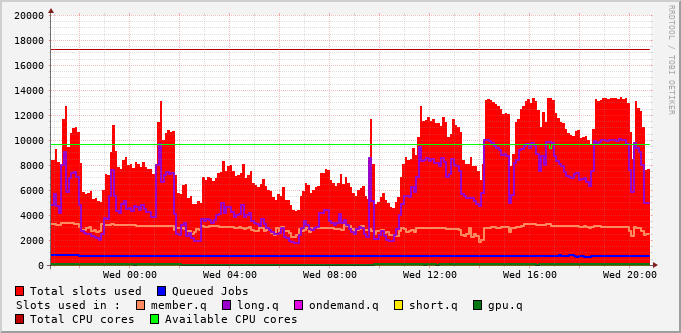 RRDTOOL / TOBI OETIKER
20000
18000
16000
14000
12000
10000
8000
6000
4000
2000
0
Wed 00:00 Wed 04:00 Wed 08:00 Wed 12:00 Wed 16:00 Wed 20:00
Total slots used Queued Jobs
Slots used in : member.q long.q ondemand.q short.q gpu.q
Total CPU cores Available CPU cores